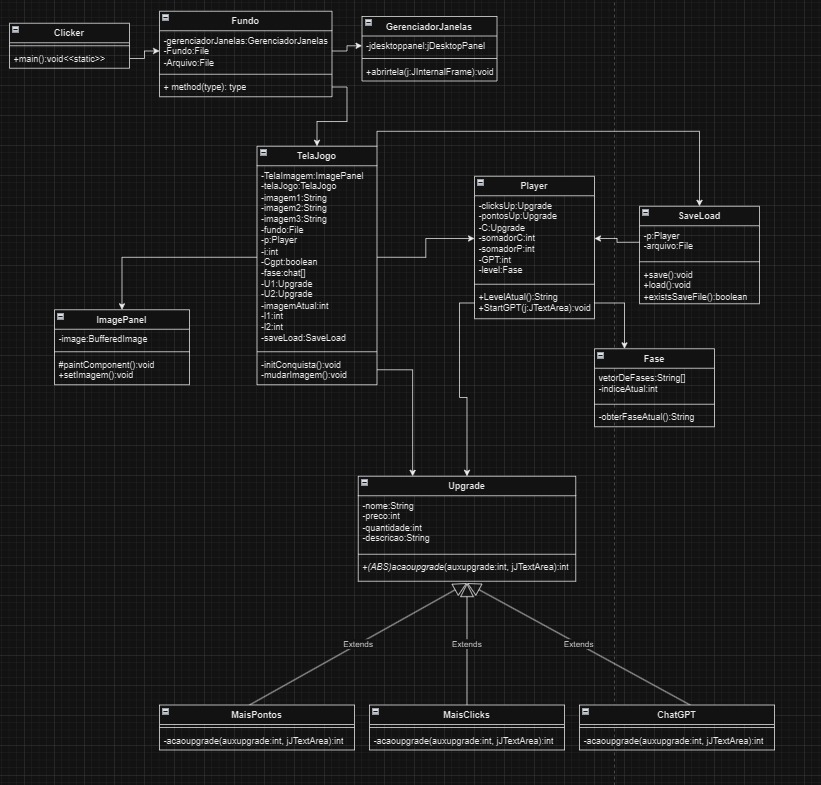 Clicker
+main():void<<static>>
Fundo
-gerenciadorJanelas:GerenciadorJanelas
-Fundo:File
-Arquivo:File
+ method(type): type
GerenciadorJanelas
-jdesktoppanel:jDesktopPanel
+abrirtela(j:JInternalFrame):void
TelaJogo
-TelaImagem:ImagePanel
-telaJogo:TelaJogo
-imagem1:String
-imagem2:String
-imagem3:String
-fundo:File
-p:Player
-i:int
-Cgpt:boolean
-fase:chat[]
-U1:Upgrade
-U2:Upgrade
-imagemAtual:int
-l1:int
-l2:int
-saveLoad:SaveLoad
-initConquista():void
-mudarImagem():void
Player
-clicksUp:Upgrade
-pontosUp:Upgrade
-C:Upgrade
-somadorC:int
-somadorP:int
-GPT:int
-level:Fase
+LevelAtual():String
+StartGPT(j:JTextArea):void
SaveLoad
-p:Player
-arquivo:File
+save():void
+load():void
+existsSaveFile():boolean
ImagePanel
-image:BufferedImage
#paintComponent():void
+setImagem():void
Fase
vetorDeFases:String[]
-indiceAtual:int
-obterFaseAtual():String
Upgrade
-nome:String
-preco:int
-quantidade:int
-descricao:String
+(ABS)acaoupgrade(auxupgrade:int, jJTextArea):int
Extends
Extends
Extends
MaisPontos
-acaoupgrade(auxupgrade:int, jJTextArea):int
MaisClicks
-acaoupgrade(auxupgrade:int, jJTextArea):int
ChatGPT
-acaoupgrade(auxupgrade:int, jJTextArea):int